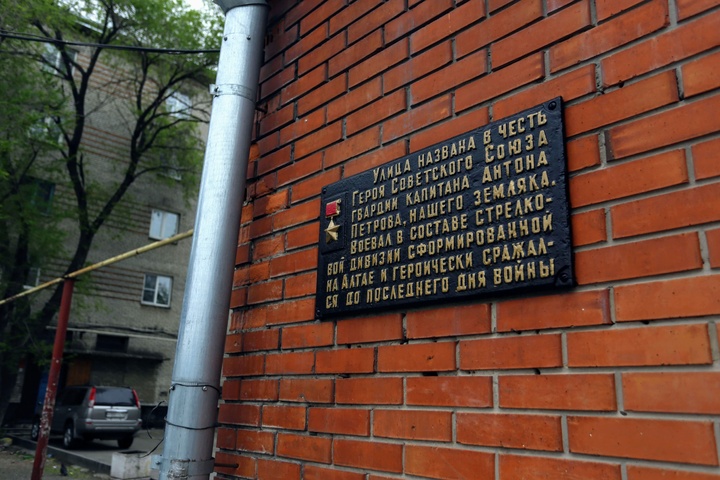 Улица названа в честь
Героя Советского Союза
гвардии капитана Антона
Петрова, нашего земляка.
Воевал в составе стрелко-
вой дивизии сформированной
на Алтае и героически сражал-
ся до последнего дня войны